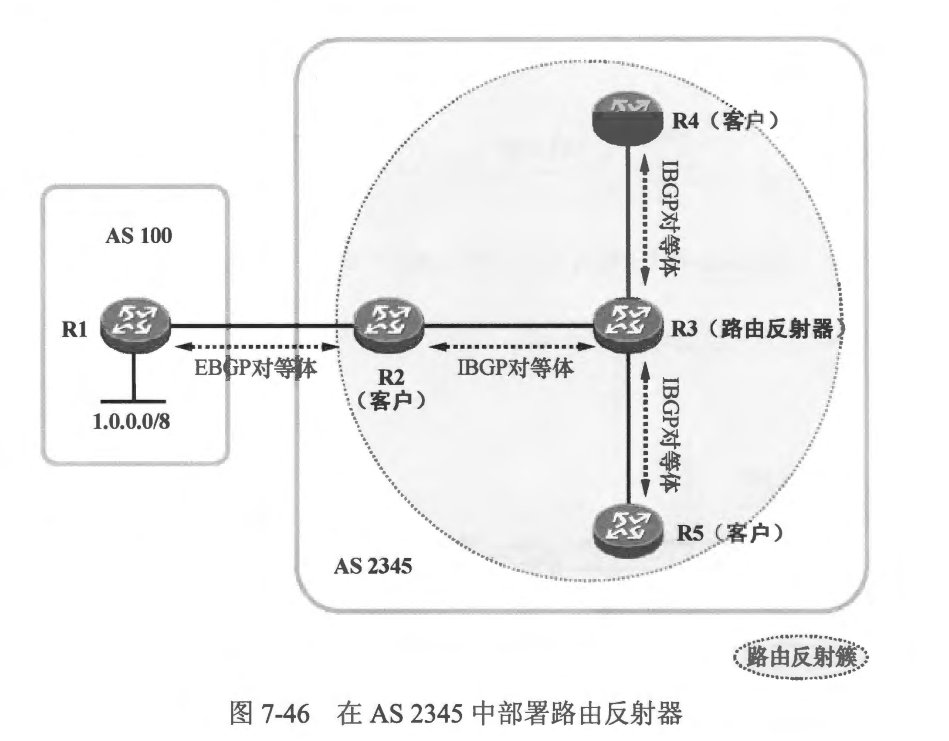 AS 100
R1
1.0.0.0/8
EBGP对等体
R2
（客户）
IBGP对等体
R4（客户）
IBGP对等体
R3（路由反射器）
IBGP对等体
R5（客户）
AS 2345
路由反射簇
图 7-46 在 AS 2345 中部署路由反射器